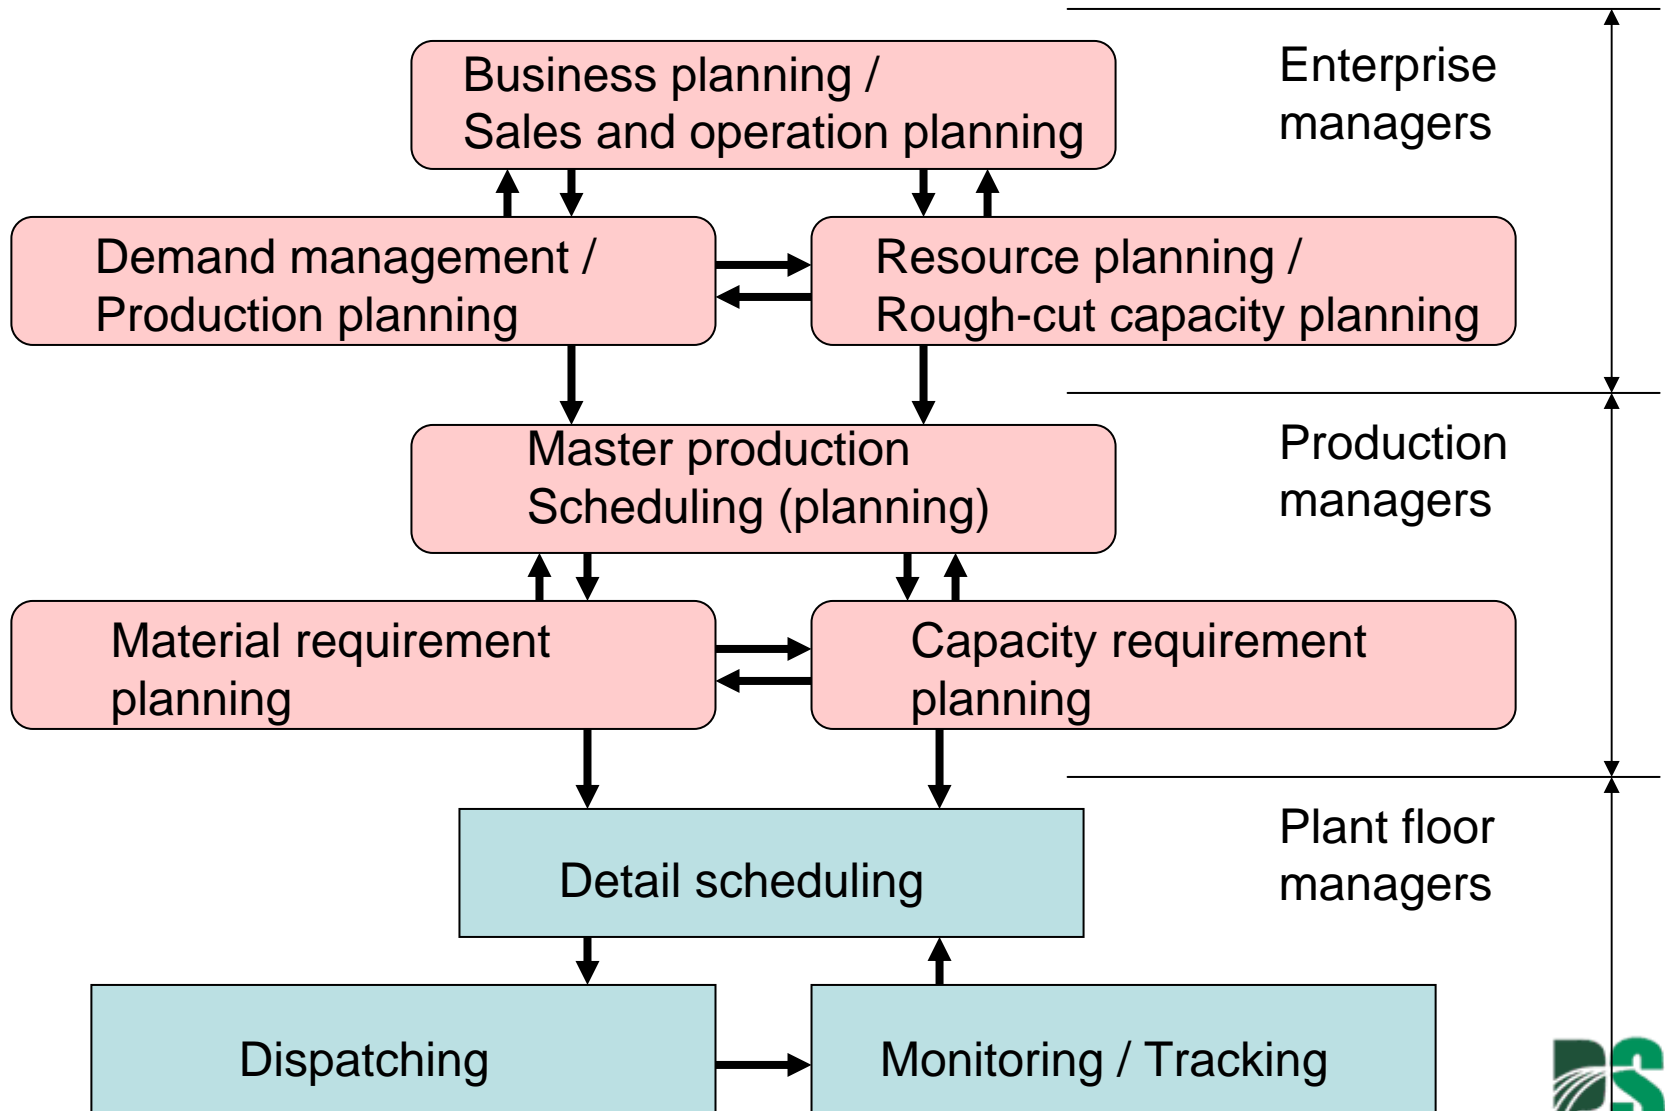 Business planning /
Sales and operation planning
Enterprise
managers
Demand management /
Production planning
Resource planning /
Rough-cut capacity planning
Master production
Scheduling (planning)
Production
managers
Material requirement
planning
Capacity requirement
planning
Detail scheduling
Plant floor
managers
Dispatching
Monitoring / Tracking